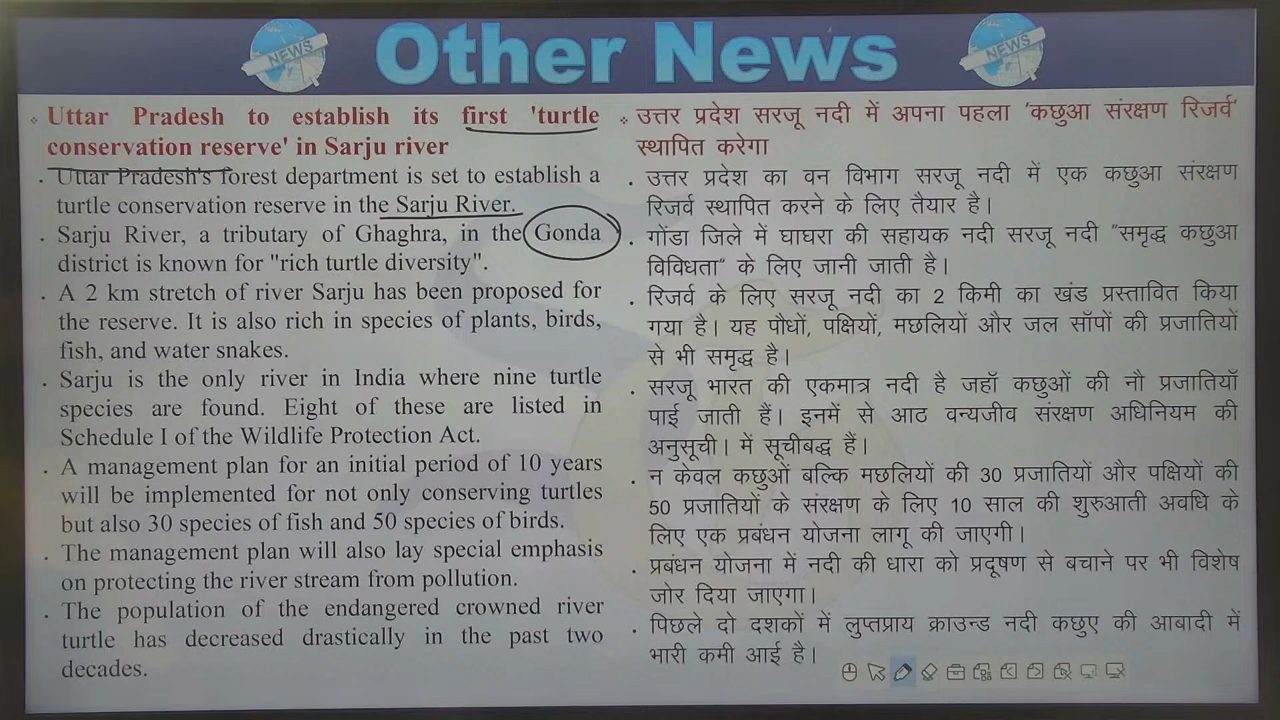 NEWS
Other News
NEWS
Uttar Pradesh to establish its first 'turtle
conservation reserve' in Sarju river
Uttar Pradesh's forest department is set to establish a
turtle conservation reserve in the Sarju River.
Sarju River, a tributary of Ghaghra, in the Gonda
district is known for "rich turtle diversity".
A 2 km stretch of river Sarju has been proposed for
the reserve. It is also rich in species of plants, birds,
fish, and water snakes.
Sarju is the only river in India where nine turtle
species are found. Eight of these are listed in
Schedule I of the Wildlife Protection Act.
A management plan for an initial period of 10 years
will be implemented for not only conserving turtles
but also 30 species of fish and 50 species of birds.
The management plan will also lay special emphasis
on protecting the river stream from pollution.
The population of the endangered crowned river
turtle has decreased drastically in the past two
decades.
उत्तर प्रदेश सरजू नदी में अपना पहला 'कछुआ संरक्षण रिजर्व'
स्थापित करेगा
उत्तर प्रदेश का वन विभाग सरजू नदी में एक कछुआ संरक्षण
रिजर्व स्थापित करने के लिए तैयार है।
गोंडा जिले में घाघरा की सहायक नदी सरजू नदी "समृद्ध कछुआ
विविधता" के लिए जानी जाती है।
रिजर्व के लिए सरजू नदी का 2 किमी का खंड प्रस्तावित किया
गया है। यह पौधों, पक्षियों, मछलियों और जल साँपों की प्रजातियों
से भी समृद्ध है।
सरजू भारत की एकमात्र नदी है जहाँ कछुओं की नौ प्रजातियाँ
पाई जाती हैं। इनमें से आठ वन्यजीव संरक्षण अधिनियम की
अनुसूची। में सूचीबद्ध हैं।
न केवल कछुओं बल्कि मछलियों की 30 प्रजातियों और पक्षियों की
50 प्रजातियों के संरक्षण के लिए 10 साल की शुरुआती अवधि के
लिए एक प्रबंधन योजना लागू की जाएगी।
प्रबंधन योजना में नदी की धारा को प्रदूषण से बचाने पर भी विशेष
जोर दिया जाएगा।
पिछले दो दशकों में लुप्तप्राय क्राउन्ड नदी कछुए की आबादी में
भारी कमी आई है।